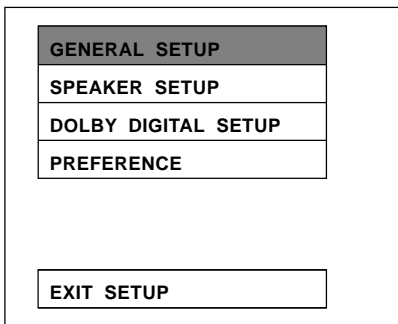 GENERAL SETUP
SPEAKER SETUP
DOLBY DIGITAL SETUP
PREFERENCE
EXIT SETUP